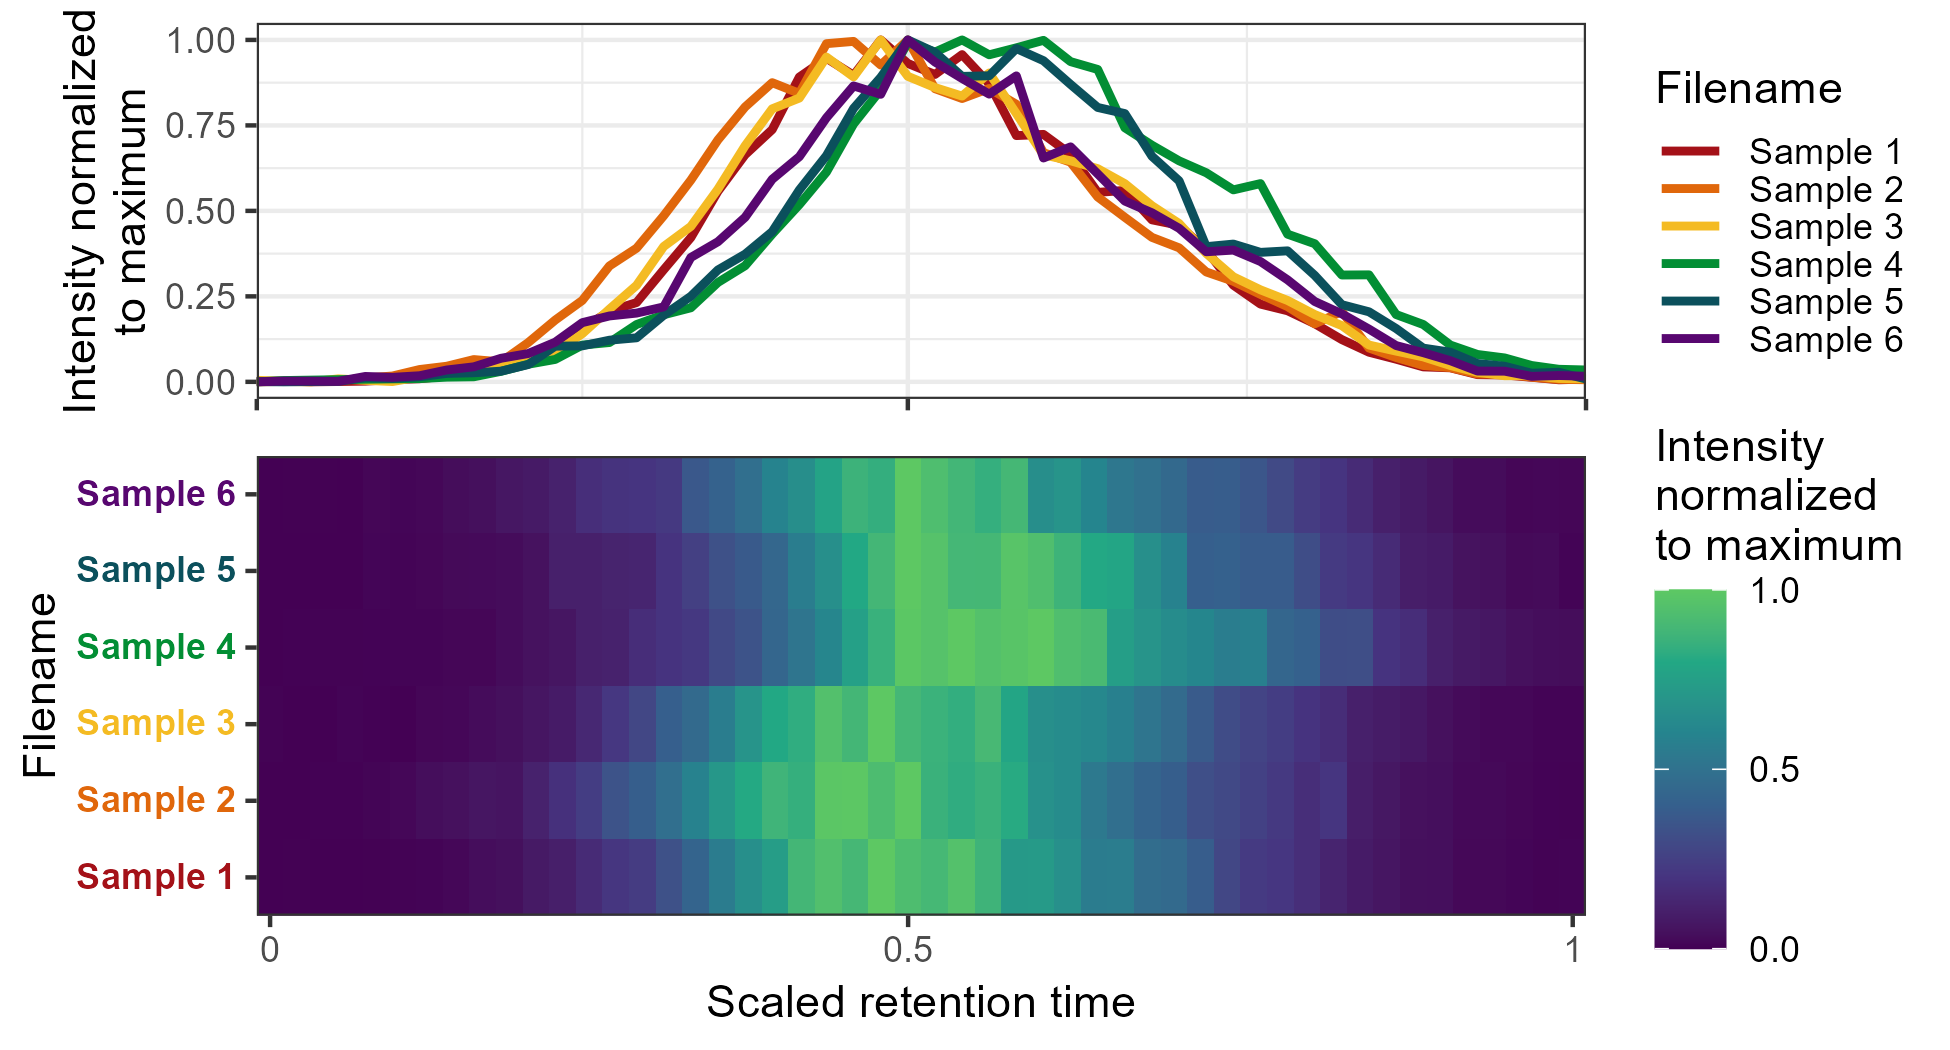 Intensity normalized
to maximum
1.00
0.75
0.50
0.25
0.00
Filename
Sample 1
Sample 2
Sample 3
Sample 4
Sample 5
Sample 6
Filename
Sample 6
Sample 5
Sample 4
Sample 3
Sample 2
Sample 1
0
0.5
1
Scaled retention time
Intensity
normalized
to maximum
1.0
0.5
0.0